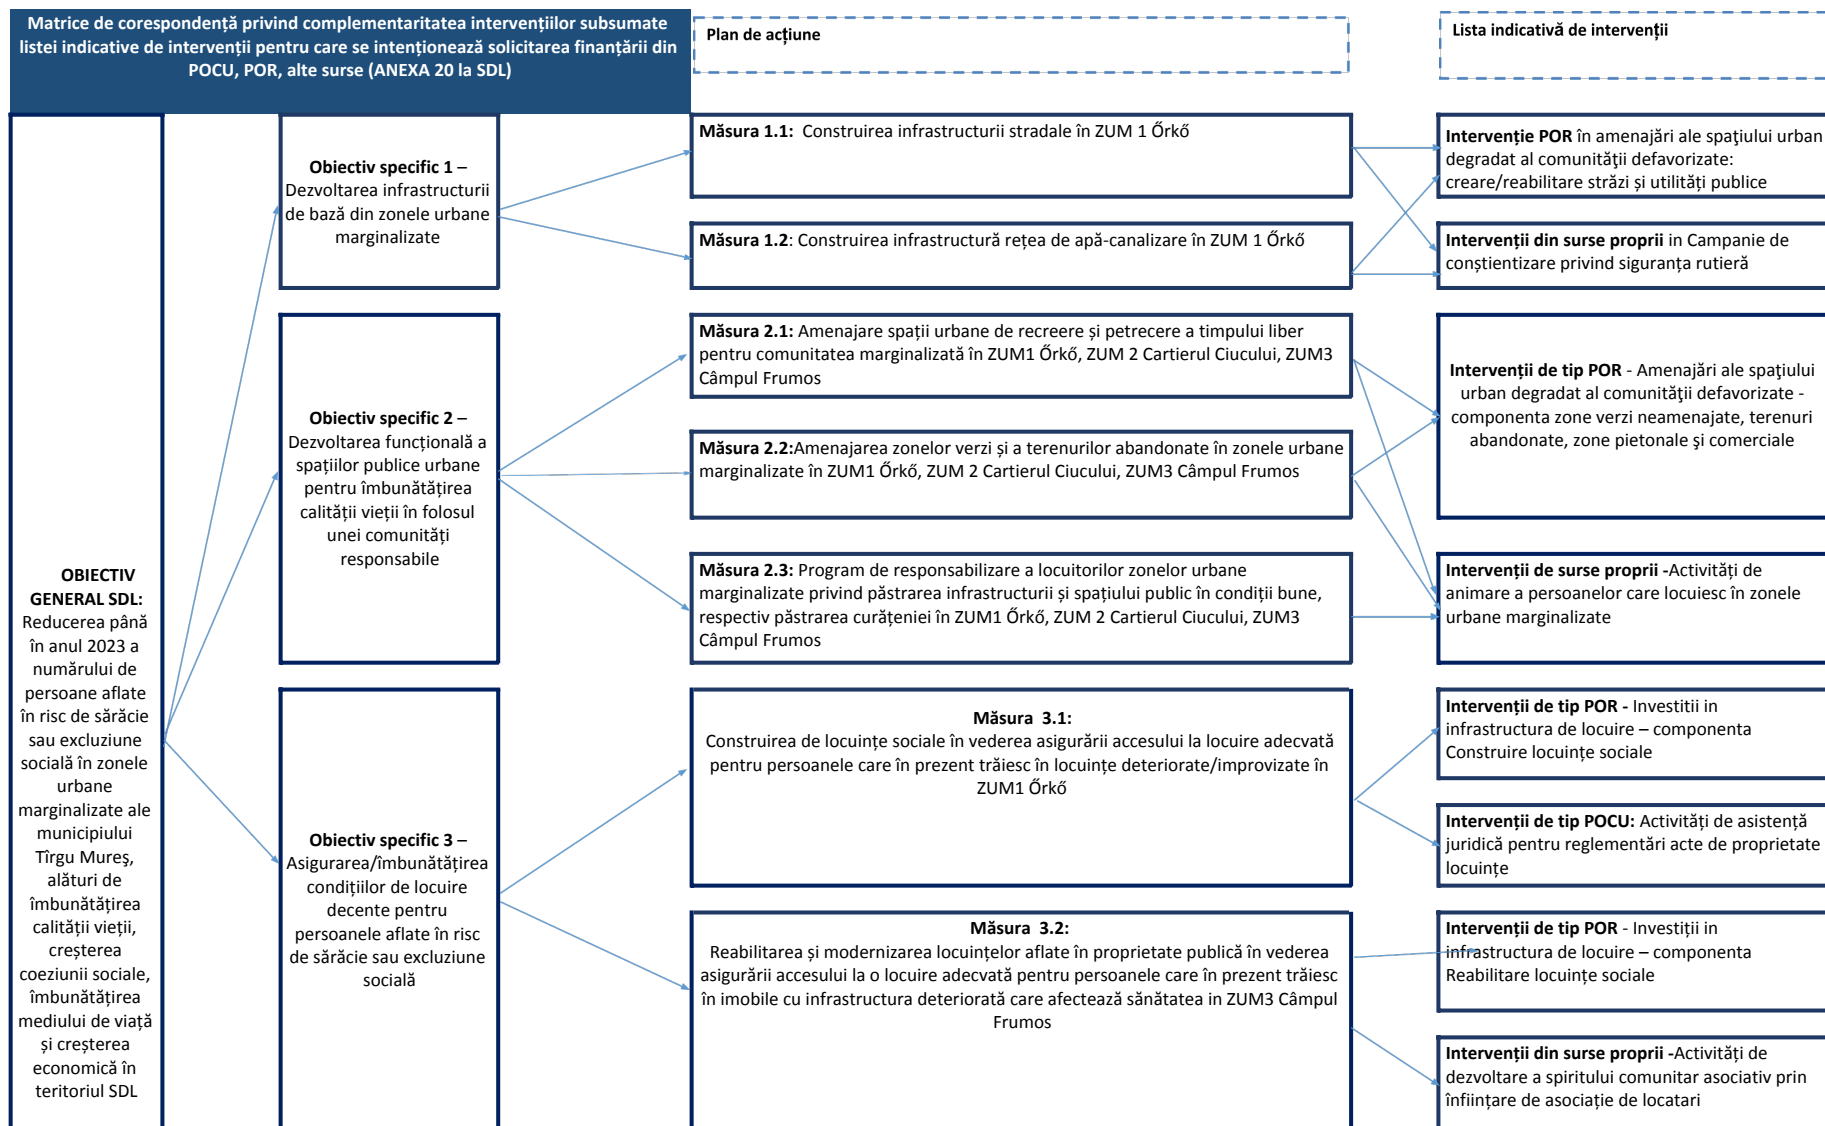 Matrice de corespondență privind complementaritatea intervențiilor subsumate
listei indicative de intervenții pentru care se intenționează solicitarea finanțării din
POCU, POR, alte surse (ANEXA 20 la SDL)
Plan de acțiune
Lista indicativă de intervenții
OBIECTIV
GENERAL SDL:
Reducerea până
în anul 2023 a
numărului de
persoane aflate
în risc de sărăcie
sau excluziune
socială în zonele
urbane
marginalizate ale
municipiului
Tîrgu Mureș,
alături de
îmbunătățirea
calității vieții,
creșterea
coeziunii sociale,
îmbunătățirea
mediului de viață
și creșterea
economică în
teritoriul SDL
Obiectiv specific 1 –
Dezvoltarea infrastructurii
de bază din zonele urbane
marginalizate
Măsura 1.1: Construirea infrastructurii stradale în ZUM 1 Őrkő
Măsura 1.2: Construirea infrastructură rețea de apă-canalizare în ZUM 1 Őrkő
Intervenție POR în amenajări ale spațiului urban
degradat al comunității defavorizate:
creare/reabilitare străzi și utilități publice
Intervenții din surse proprii in Campanie de
conștientizare privind siguranța rutieră
Obiectiv specific 2 –
Dezvoltarea funcțională a
spațiilor publice urbane
pentru îmbunătățirea
calității vieții în folosul
unei comunități
responsabile
Măsura 2.1: Amenajare spații urbane de recreere și petrecere a timpului liber
pentru comunitatea marginalizată în ZUM1 Őrkő, ZUM 2 Cartierul Ciucului, ZUM3
Câmpul Frumos
Măsura 2.2:Amenajarea zonelor verzi și a terenurilor abandonate în zonele urbane
marginalizate în ZUM1 Őrkő, ZUM 2 Cartierul Ciucului, ZUM3 Câmpul Frumos
Măsura 2.3: Program de responsabilizare a locuitorilor zonelor urbane
marginalizate privind păstrarea infrastructurii și spațiului public în condiții bune,
respectiv păstrarea curățeniei în ZUM1 Őrkő, ZUM 2 Cartierul Ciucului, ZUM3
Câmpul Frumos
Intervenții de tip POR - Amenajări ale spațiului
urban degradat al comunității defavorizate -
componenta zone verzi neamenajate, terenuri
abandonate, zone pietonale și comerciale
Intervenții de surse proprii -Activități de
animare a persoanelor care locuiesc în zonele
urbane marginalizate
Obiectiv specific 3 –
Asigurarea/îmbunătățirea
condițiilor de locuire
decente pentru
persoanele aflate în risc
de sărăcie sau excluziune
socială
Măsura 3.1:
Construirea de locuințe sociale în vederea asigurării accesului la locuire adecvată
pentru persoanele care în prezent trăiesc în locuințe deteriorate/improvizate în
ZUM1 Őrkő
Măsura 3.2:
Reabilitarea și modernizarea locuințelor aflate în proprietate publică în vederea
asigurării accesului la o locuire adecvată pentru persoanele care în prezent trăiesc
în imobile cu infrastructura deteriorată care afectează sănătatea in ZUM3 Câmpul
Frumos
Intervenții de tip POR - Investitii in
infrastructura de locuire – componenta
Construire locuințe sociale
Intervenții de tip POCU: Activități de asistență
juridică pentru reglementări acte de proprietate
locuințe
Intervenții de tip POR - Investiții in
infrastructura de locuire – componenta
Reabilitare locuințe sociale
Intervenții din surse proprii -Activități de
dezvoltare a spiritului comunitar asociativ prin
înființare de asociație de locatari